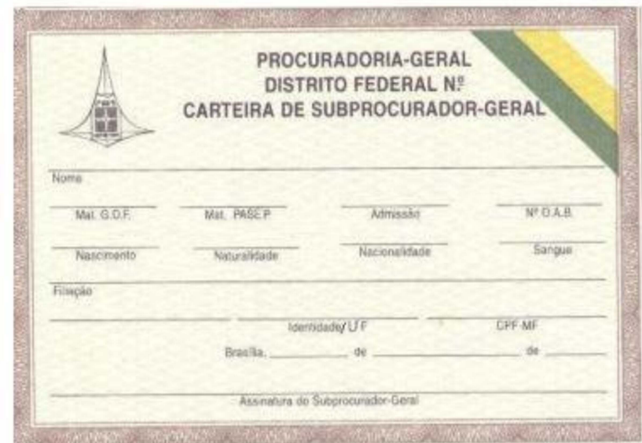 PROCURADORIA-GERAL
DISTRITO FEDERAL Nº
CARTEIRA DE SUBPROCURADOR-GERAL
Nome
Mat. G.D.F. Mat. PASEP Admissão Nº O.A.B.
Nascimento Naturalidade Nacionalidade Sangue
Filiação
Identidade/UF CPF-MF
Brasília, de de
Assinatura do Subprocurador-Geral